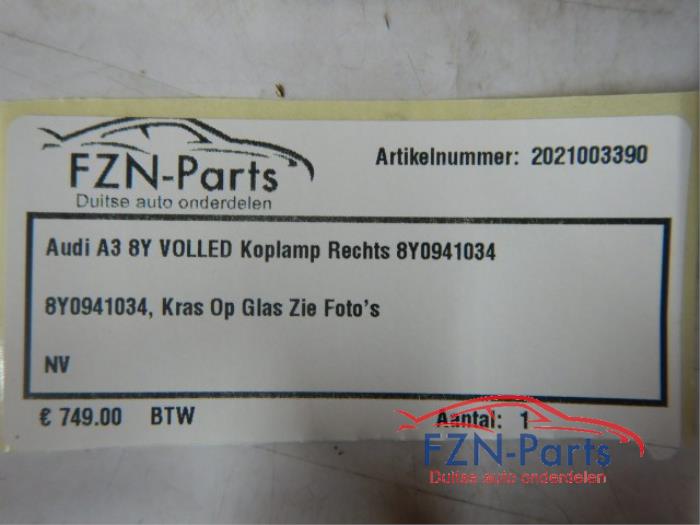 FZN-Parts
Duitse auto onderdelen
Artikelnummer: 2021003390
Audi A3 8Y VOLLED Koplamp Rechts 8Y0941034
8Y0941034, Kras Op Glas Zie Foto's
NV
€ 749.00 BTW
Aantal: 1
FZN-Parts
Duitse auto onderdelen